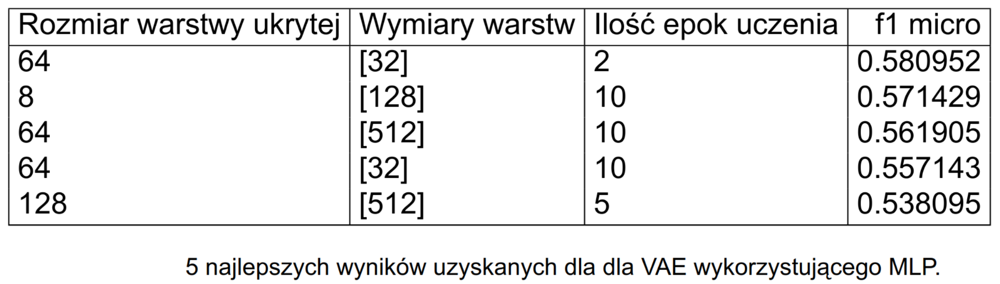 Rozmiar warstwy ukrytej Wymiary warstw Ilość epok uczenia f1 micro
64 [32] 2 0.580952
8 [128] 10 0.571429
64 [512] 10 0.561905
64 [32] 10 0.557143
128 [512] 5 0.538095
5 najlepszych wyników uzyskanych dla dla VAE wykorzystującego MLP.